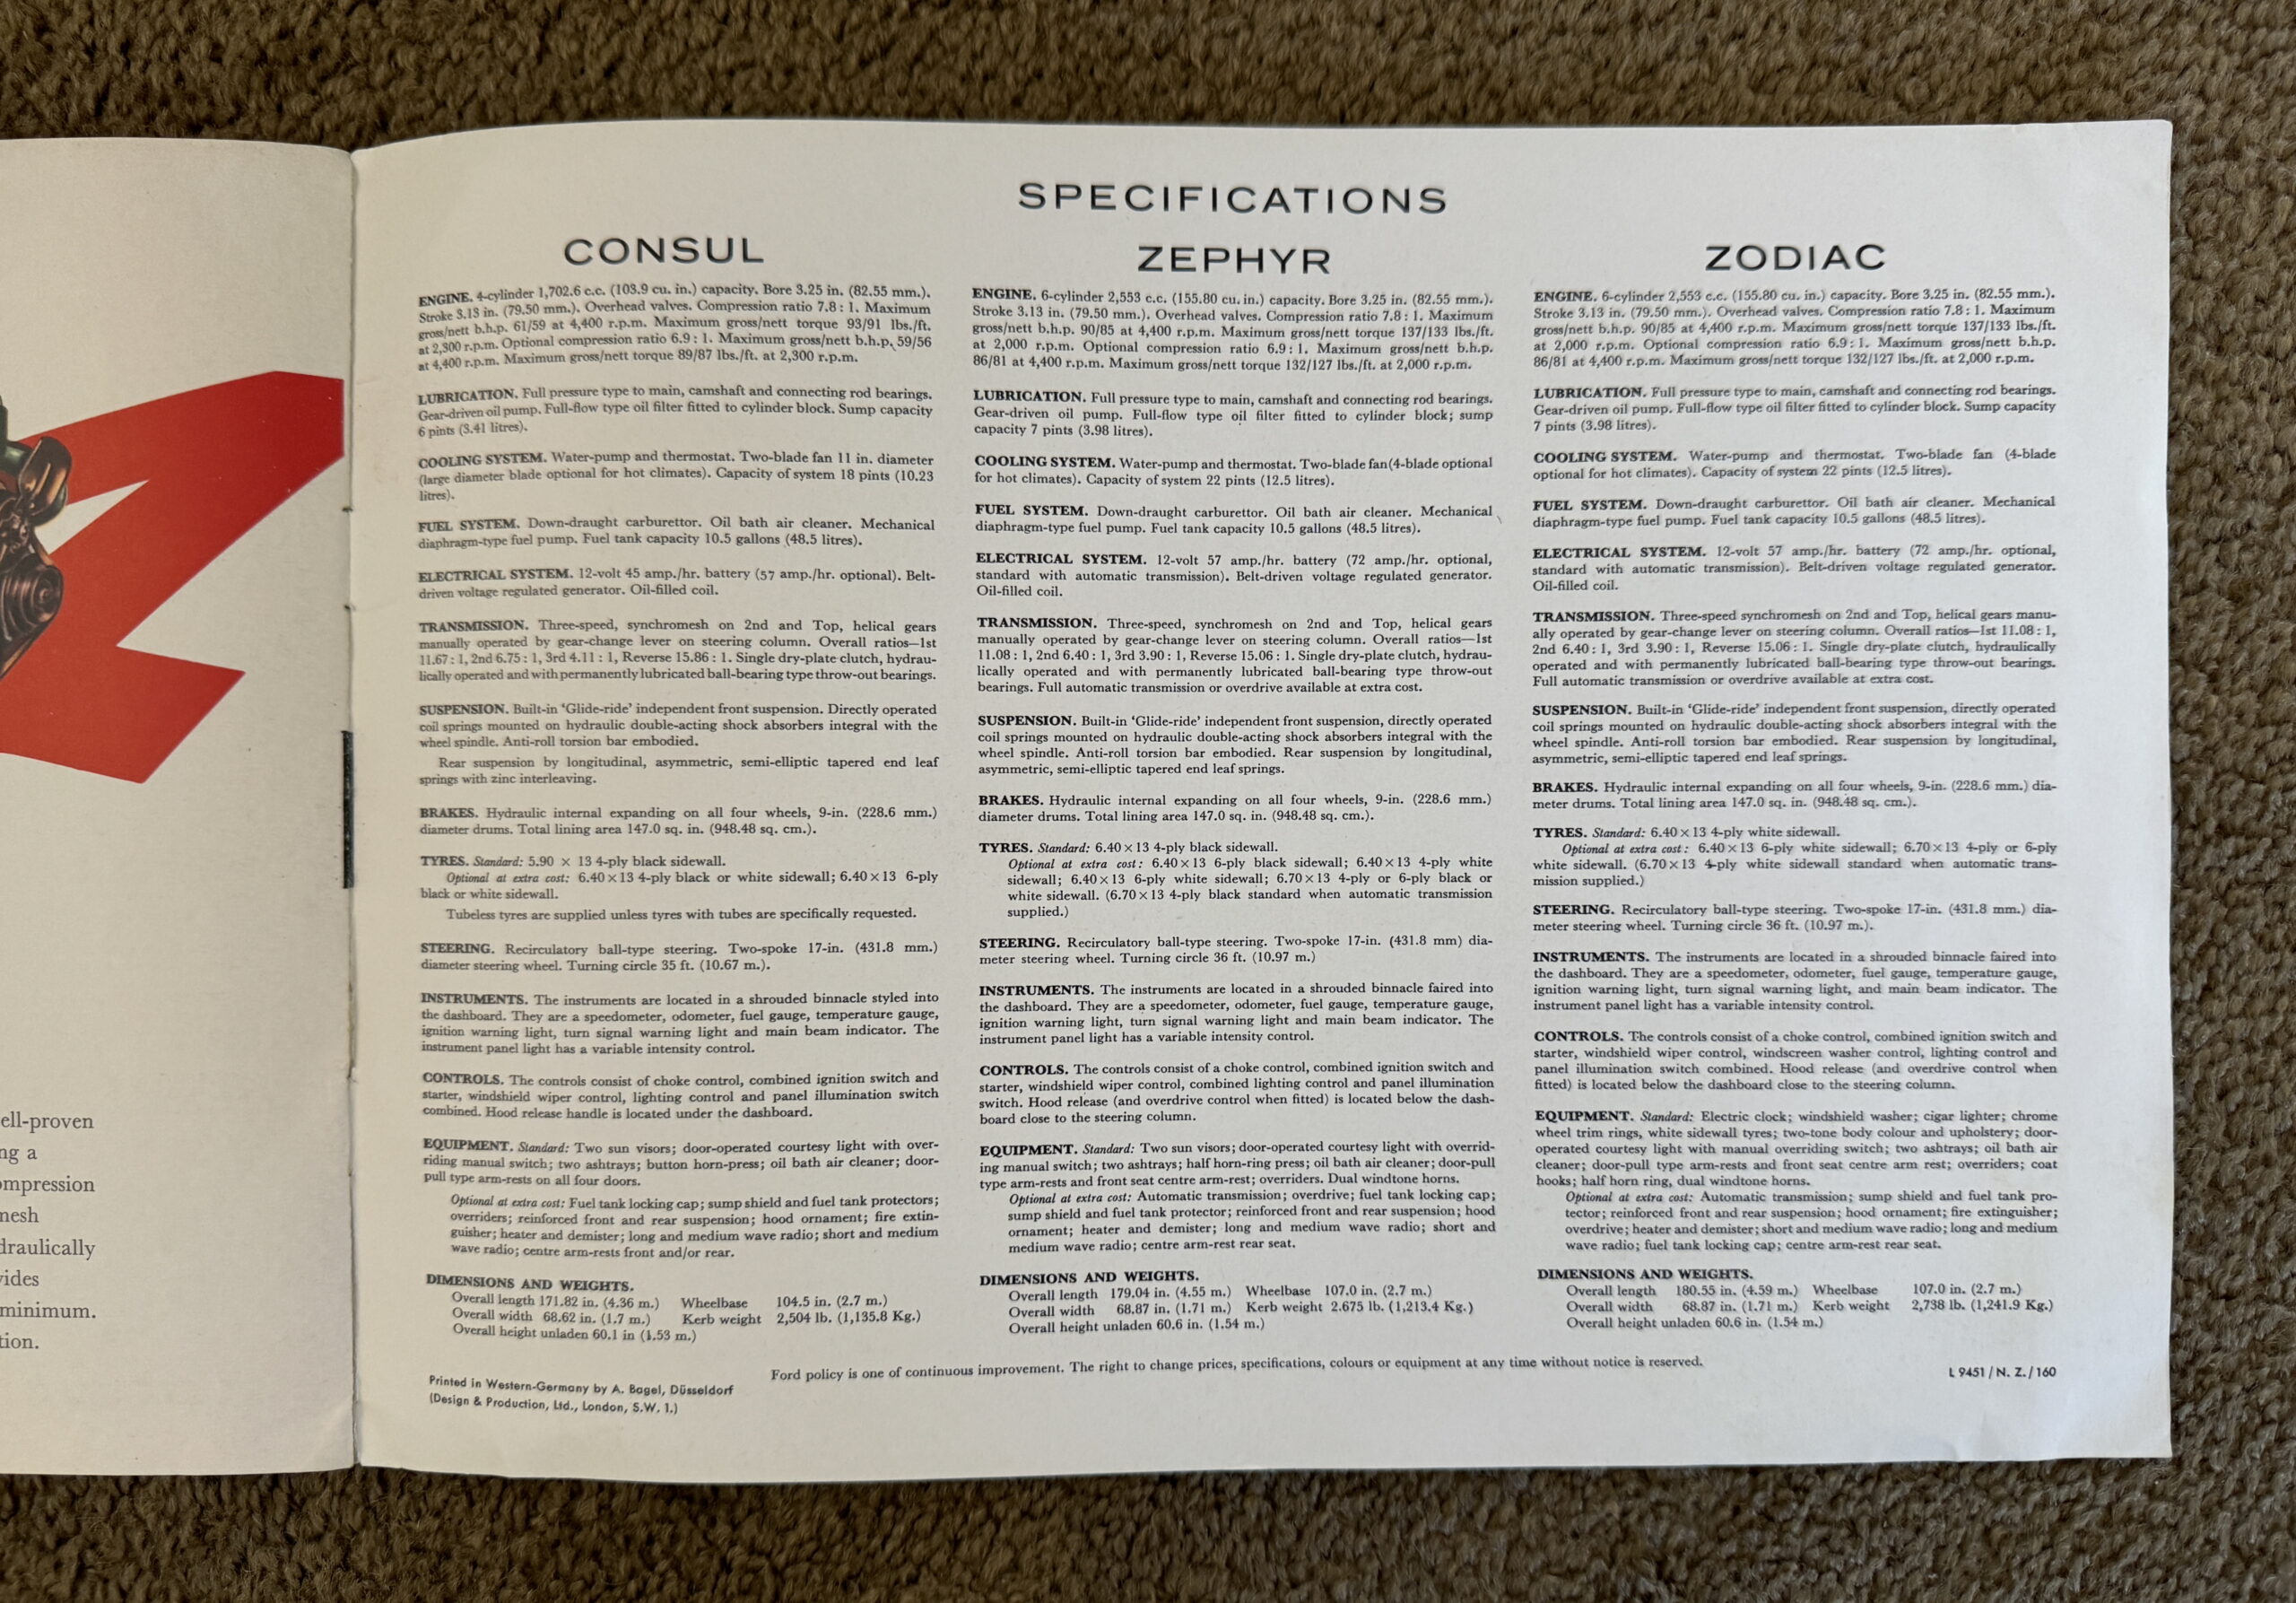 SPECIFICATIONS
CONSUL
ENGINE. 4-cylinder 1,702.6 c.c. (103.9 cu. in.) capacity. Bore 3.25 in. (82.55 mm.).
Stroke 3.13 in. (79.50 mm.). Overhead valves. Compression ratio 7.8 : 1. Maximum
gross/nett b.h.p. 61/59 at 4,400 r.p.m. Maximum gross/nett torque 93/91 lbs./ft.
at 2,300 r.p.m. Optional compression ratio 6.9 : 1. Maximum gross/nett b.h.p. 59/56
at 4,400 r.p.m. Maximum gross/nett torque 89/87 lbs./ft. at 2,300 r.p.m.
LUBRICATION. Full pressure type to main, camshaft and connecting rod bearings.
Gear-driven oil pump. Full-flow type oil filter fitted to cylinder block. Sump capacity
6 pints (3.41 litres).
COOLING SYSTEM. Water-pump and thermostat. Two-blade fan 11 in. diameter
(large diameter blade optional for hot climates). Capacity of system 18 pints (10.23
litres).
FUEL SYSTEM. Down-draught carburettor. Oil bath air cleaner. Mechanical
diaphragm-type fuel pump. Fuel tank capacity 10.5 gallons (48.5 litres).
ELECTRICAL SYSTEM. 12-volt 45 amp./hr. battery (57 amp./hr. optional). Belt-
driven voltage regulated generator. Oil-filled coil.
TRANSMISSION. Three-speed, synchromesh on 2nd and Top, helical gears
manually operated by gear-change lever on steering column. Overall ratios—1st
11.67 : 1, 2nd 6.75 : 1, 3rd 4.11 : 1, Reverse 15.86 : 1. Single dry-plate clutch, hydrau-
lically operated and with permanently lubricated ball-bearing type throw-out bearings.
SUSPENSION. Built-in ‘Glide-ride’ independent front suspension. Directly operated
coil springs mounted on hydraulic double-acting shock absorbers integral with the
wheel spindle. Anti-roll torsion bar embodied.
Rear suspension by longitudinal, asymmetric, semi-elliptic tapered end leaf
springs with zinc interleaving.
BRAKES. Hydraulic internal expanding on all four wheels, 9-in. (228.6 mm.)
diameter drums. Total lining area 147.0 sq. in. (948.48 sq. cm.).
TYRES. Standard: 5.90 × 13 4-ply black sidewall.
Optional at extra cost: 6.40 × 13 4-ply black or white sidewall; 6.40 × 13 6-ply
black or white sidewall.
Tubeless tyres are supplied unless tyres with tubes are specifically requested.
STEERING. Recirculatory ball-type steering. Two-spoke 17-in. (431.8 mm.)
diameter steering wheel. Turning circle 35 ft. (10.67 m.).
INSTRUMENTS. The instruments are located in a shrouded binnacle styled into
the dashboard. They are a speedometer, odometer, fuel gauge, temperature gauge,
ignition warning light, turn signal warning light and main beam indicator. The
instrument panel light has a variable intensity control.
CONTROLS. The controls consist of choke control, combined ignition switch and
starter, windshield wiper control, lighting control and panel illumination switch
combined. Hood release handle is located under the dashboard.
EQUIPMENT. Standard: Two sun visors; door-operated courtesy light with over-
riding manual switch; two ashtrays; button horn-press; oil bath air cleaner; door-
pull type arm-rests on all four doors.
Optional at extra cost: Fuel tank locking cap; sump shield and fuel tank protectors;
overriders; reinforced front and rear suspension; hood ornament; fire extin-
guisher; heater and demister; long and medium wave radio; short and medium
wave radio; centre arm-rests front and/or rear.
DIMENSIONS AND WEIGHTS.
Overall length 171.82 in. (4.36 m.) Wheelbase 104.5 in. (2.7 m.)
Overall width 68.62 in. (1.7 m.) Kerb weight 2,504 lb. (1,135.8 Kg.)
Overall height unladen 60.1 in (1.53 m.)
ZEPHYR
ENGINE. 6-cylinder 2,553 c.c. (155.80 cu. in.) capacity. Bore 3.25 in. (82.55 mm.).
Stroke 3.13 in. (79.50 mm.). Overhead valves. Compression ratio 7.8 : 1. Maximum
gross/nett b.h.p. 90/85 at 4,400 r.p.m. Maximum gross/nett torque 137/133 lbs./ft.
at 2,000 r.p.m. Optional compression ratio 6.9 : 1. Maximum gross/nett b.h.p.
86/81 at 4,400 r.p.m. Maximum gross/nett torque 132/127 lbs./ft. at 2,000 r.p.m.
LUBRICATION. Full pressure type to main, camshaft and connecting rod bearings.
Gear-driven oil pump. Full-flow type oil filter fitted to cylinder block; sump
capacity 7 pints (3.98 litres).
COOLING SYSTEM. Water-pump and thermostat. Two-blade fan(4-blade optional
for hot climates). Capacity of system 22 pints (12.5 litres).
FUEL SYSTEM. Down-draught carburettor. Oil bath air cleaner. Mechanical
diaphragm-type fuel pump. Fuel tank capacity 10.5 gallons (48.5 litres).
ELECTRICAL SYSTEM. 12-volt 57 amp./hr. battery (72 amp./hr. optional,
standard with automatic transmission). Belt-driven voltage regulated generator.
Oil-filled coil.
TRANSMISSION. Three-speed, synchromesh on 2nd and Top, helical gears
manually operated by gear-change lever on steering column. Overall ratios—1st
11.08 : 1, 2nd 6.40 : 1, 3rd 3.90 : 1, Reverse 15.06 : 1. Single dry-plate clutch, hydrau-
lically operated and with permanently lubricated ball-bearing type throw-out
bearings. Full automatic transmission or overdrive available at extra cost.
SUSPENSION. Built-in ‘Glide-ride’ independent front suspension, directly operated
coil springs mounted on hydraulic double-acting shock absorbers integral with the
wheel spindle. Anti-roll torsion bar embodied. Rear suspension by longitudinal,
asymmetric, semi-elliptic tapered end leaf springs.
BRAKES. Hydraulic internal expanding on all four wheels, 9-in. (228.6 mm.)
diameter drums. Total lining area 147.0 sq. in. (948.48 sq. cm.).
TYRES. Standard: 6.40 × 13 4-ply black sidewall.
Optional at extra cost: 6.40 × 13 6-ply black sidewall; 6.40 × 13 4-ply white
sidewall; 6.40 × 13 6-ply white sidewall; 6.70 × 13 4-ply or 6-ply black or
white sidewall. (6.70 × 13 4-ply black standard when automatic transmission
supplied.)
STEERING. Recirculatory ball-type steering. Two-spoke 17-in. (431.8 mm) dia-
meter steering wheel. Turning circle 36 ft. (10.97 m.)
INSTRUMENTS. The instruments are located in a shrouded binnacle faired into
the dashboard. They are a speedometer, odometer, fuel gauge, temperature gauge,
ignition warning light, turn signal warning light and main beam indicator. The
instrument panel light has a variable intensity control.
CONTROLS. The controls consist of a choke control, combined ignition switch and
starter, windshield wiper control, combined lighting control and panel illumination
switch. Hood release (and overdrive control when fitted) is located below the dash-
board close to the steering column.
EQUIPMENT. Standard: Two sun visors; door-operated courtesy light with overrid-
ing manual switch; two ashtrays; half horn-ring press; oil bath air cleaner; door-pull
type arm-rests and front seat centre arm-rest; overriders. Dual windtone horns.
Optional at extra cost: Automatic transmission; overdrive; fuel tank locking cap;
sump shield and fuel tank protector; reinforced front and rear suspension; hood
ornament; heater and demister; long and medium wave radio; short and
medium wave radio; centre arm-rest rear seat.
DIMENSIONS AND WEIGHTS.
Overall length 179.04 in. (4.55 m.) Wheelbase 107.0 in. (2.7 m.)
Overall width 68.87 in. (1.71 m.) Kerb weight 2.675 lb. (1,213.4 Kg.)
Overall height unladen 60.6 in. (1.54 m.)
ZODIAC
ENGINE. 6-cylinder 2,553 c.c. (155.80 cu. in.) capacity. Bore 3.25 in. (82.55 mm.).
Stroke 3.13 in. (79.50 mm.). Overhead valves. Compression ratio 7.8 : 1. Maximum
gross/nett b.h.p. 90/85 at 4,400 r.p.m. Maximum gross/nett torque 137/133 lbs./ft.
at 2,000 r.p.m. Optional compression ratio 6.9 : 1. Maximum gross/nett b.h.p.
86/81 at 4,400 r.p.m. Maximum gross/nett torque 132/127 lbs./ft. at 2,000 r.p.m.
LUBRICATION. Full pressure type to main, camshaft and connecting rod bearings.
Gear-driven oil pump. Full-flow type oil filter fitted to cylinder block. Sump capacity
7 pints (3.98 litres).
COOLING SYSTEM. Water-pump and thermostat. Two-blade fan (4-blade
optional for hot climates). Capacity of system 22 pints (12.5 litres).
FUEL SYSTEM. Down-draught carburettor. Oil bath air cleaner. Mechanical
diaphragm-type fuel pump. Fuel tank capacity 10.5 gallons (48.5 litres).
ELECTRICAL SYSTEM. 12-volt 57 amp./hr. battery (72 amp./hr. optional,
standard with automatic transmission). Belt-driven voltage regulated generator.
Oil-filled coil.
TRANSMISSION. Three-speed synchromesh on 2nd and Top, helical gears manu-
ally operated by gear-change lever on steering column. Overall ratios—1st 11.08 : 1,
2nd 6.40 : 1, 3rd 3.90 : 1, Reverse 15.06 : 1. Single dry-plate clutch, hydraulically
operated and with permanently lubricated ball-bearing type throw-out bearings.
Full automatic transmission or overdrive available at extra cost.
SUSPENSION. Built-in ‘Glide-ride’ independent front suspension, directly operated
coil springs mounted on hydraulic double-acting shock absorbers integral with the
wheel spindle. Anti-roll torsion bar embodied. Rear suspension by longitudinal,
asymmetric, semi-elliptic tapered end leaf springs.
BRAKES. Hydraulic internal expanding on all four wheels, 9-in. (228.6 mm.) dia-
meter drums. Total lining area 147.0 sq. in. (948.48 sq. cm.).
TYRES. Standard: 6.40 × 13 4-ply white sidewall.
Optional at extra cost: 6.40 × 13 6-ply white sidewall; 6.70 × 13 4-ply or 6-ply
white sidewall. (6.70 × 13 4-ply white sidewall standard when automatic trans-
mission supplied.)
STEERING. Recirculatory ball-type steering. Two-spoke 17-in. (431.8 mm.) dia-
meter steering wheel. Turning circle 36 ft. (10.97 m.).
INSTRUMENTS. The instruments are located in a shrouded binnacle faired into
the dashboard. They are a speedometer, odometer, fuel gauge, temperature gauge,
ignition warning light, turn signal warning light, and main beam indicator. The
instrument panel light has a variable intensity control.
CONTROLS. The controls consist of a choke control, combined ignition switch and
starter, windshield wiper control, windscreen washer control, lighting control and
panel illumination switch combined. Hood release (and overdrive control when
fitted) is located below the dashboard close to the steering column.
EQUIPMENT. Standard: Electric clock; windshield washer; cigar lighter; chrome
wheel trim rings, white sidewall tyres; two-tone body colour and upholstery; door-
operated courtesy light with manual overriding switch; two ashtrays; oil bath air
cleaner; door-pull type arm-rests and front seat centre arm rest; overriders; coat
hooks; half horn ring, dual windtone horns.
Optional at extra cost: Automatic transmission; sump shield and fuel tank pro-
tector; reinforced front and rear suspension; hood ornament; fire extinguisher;
overdrive; heater and demister; short and medium wave radio; long and medium
wave radio; fuel tank locking cap; centre arm-rest rear seat.
DIMENSIONS AND WEIGHTS.
Overall length 180.55 in. (4.59 m.) Wheelbase 107.0 in. (2.7 m.)
Overall width 68.87 in. (1.71 m.) Kerb weight 2,738 lb. (1,241.9 Kg.)
Overall height unladen 60.6 in. (1.54 m.)
Ford policy is one of continuous improvement. The right to change prices, specifications, colours or equipment at any time without notice is reserved.
Printed in Western-Germany by A. Bagel, Düsseldorf
(Design & Production, Ltd., London, S.W. 1.)
L 9451 / N. Z. / 160
ell-proven
ng a
ompression
mesh
draulically
vides
minimum.
tion.